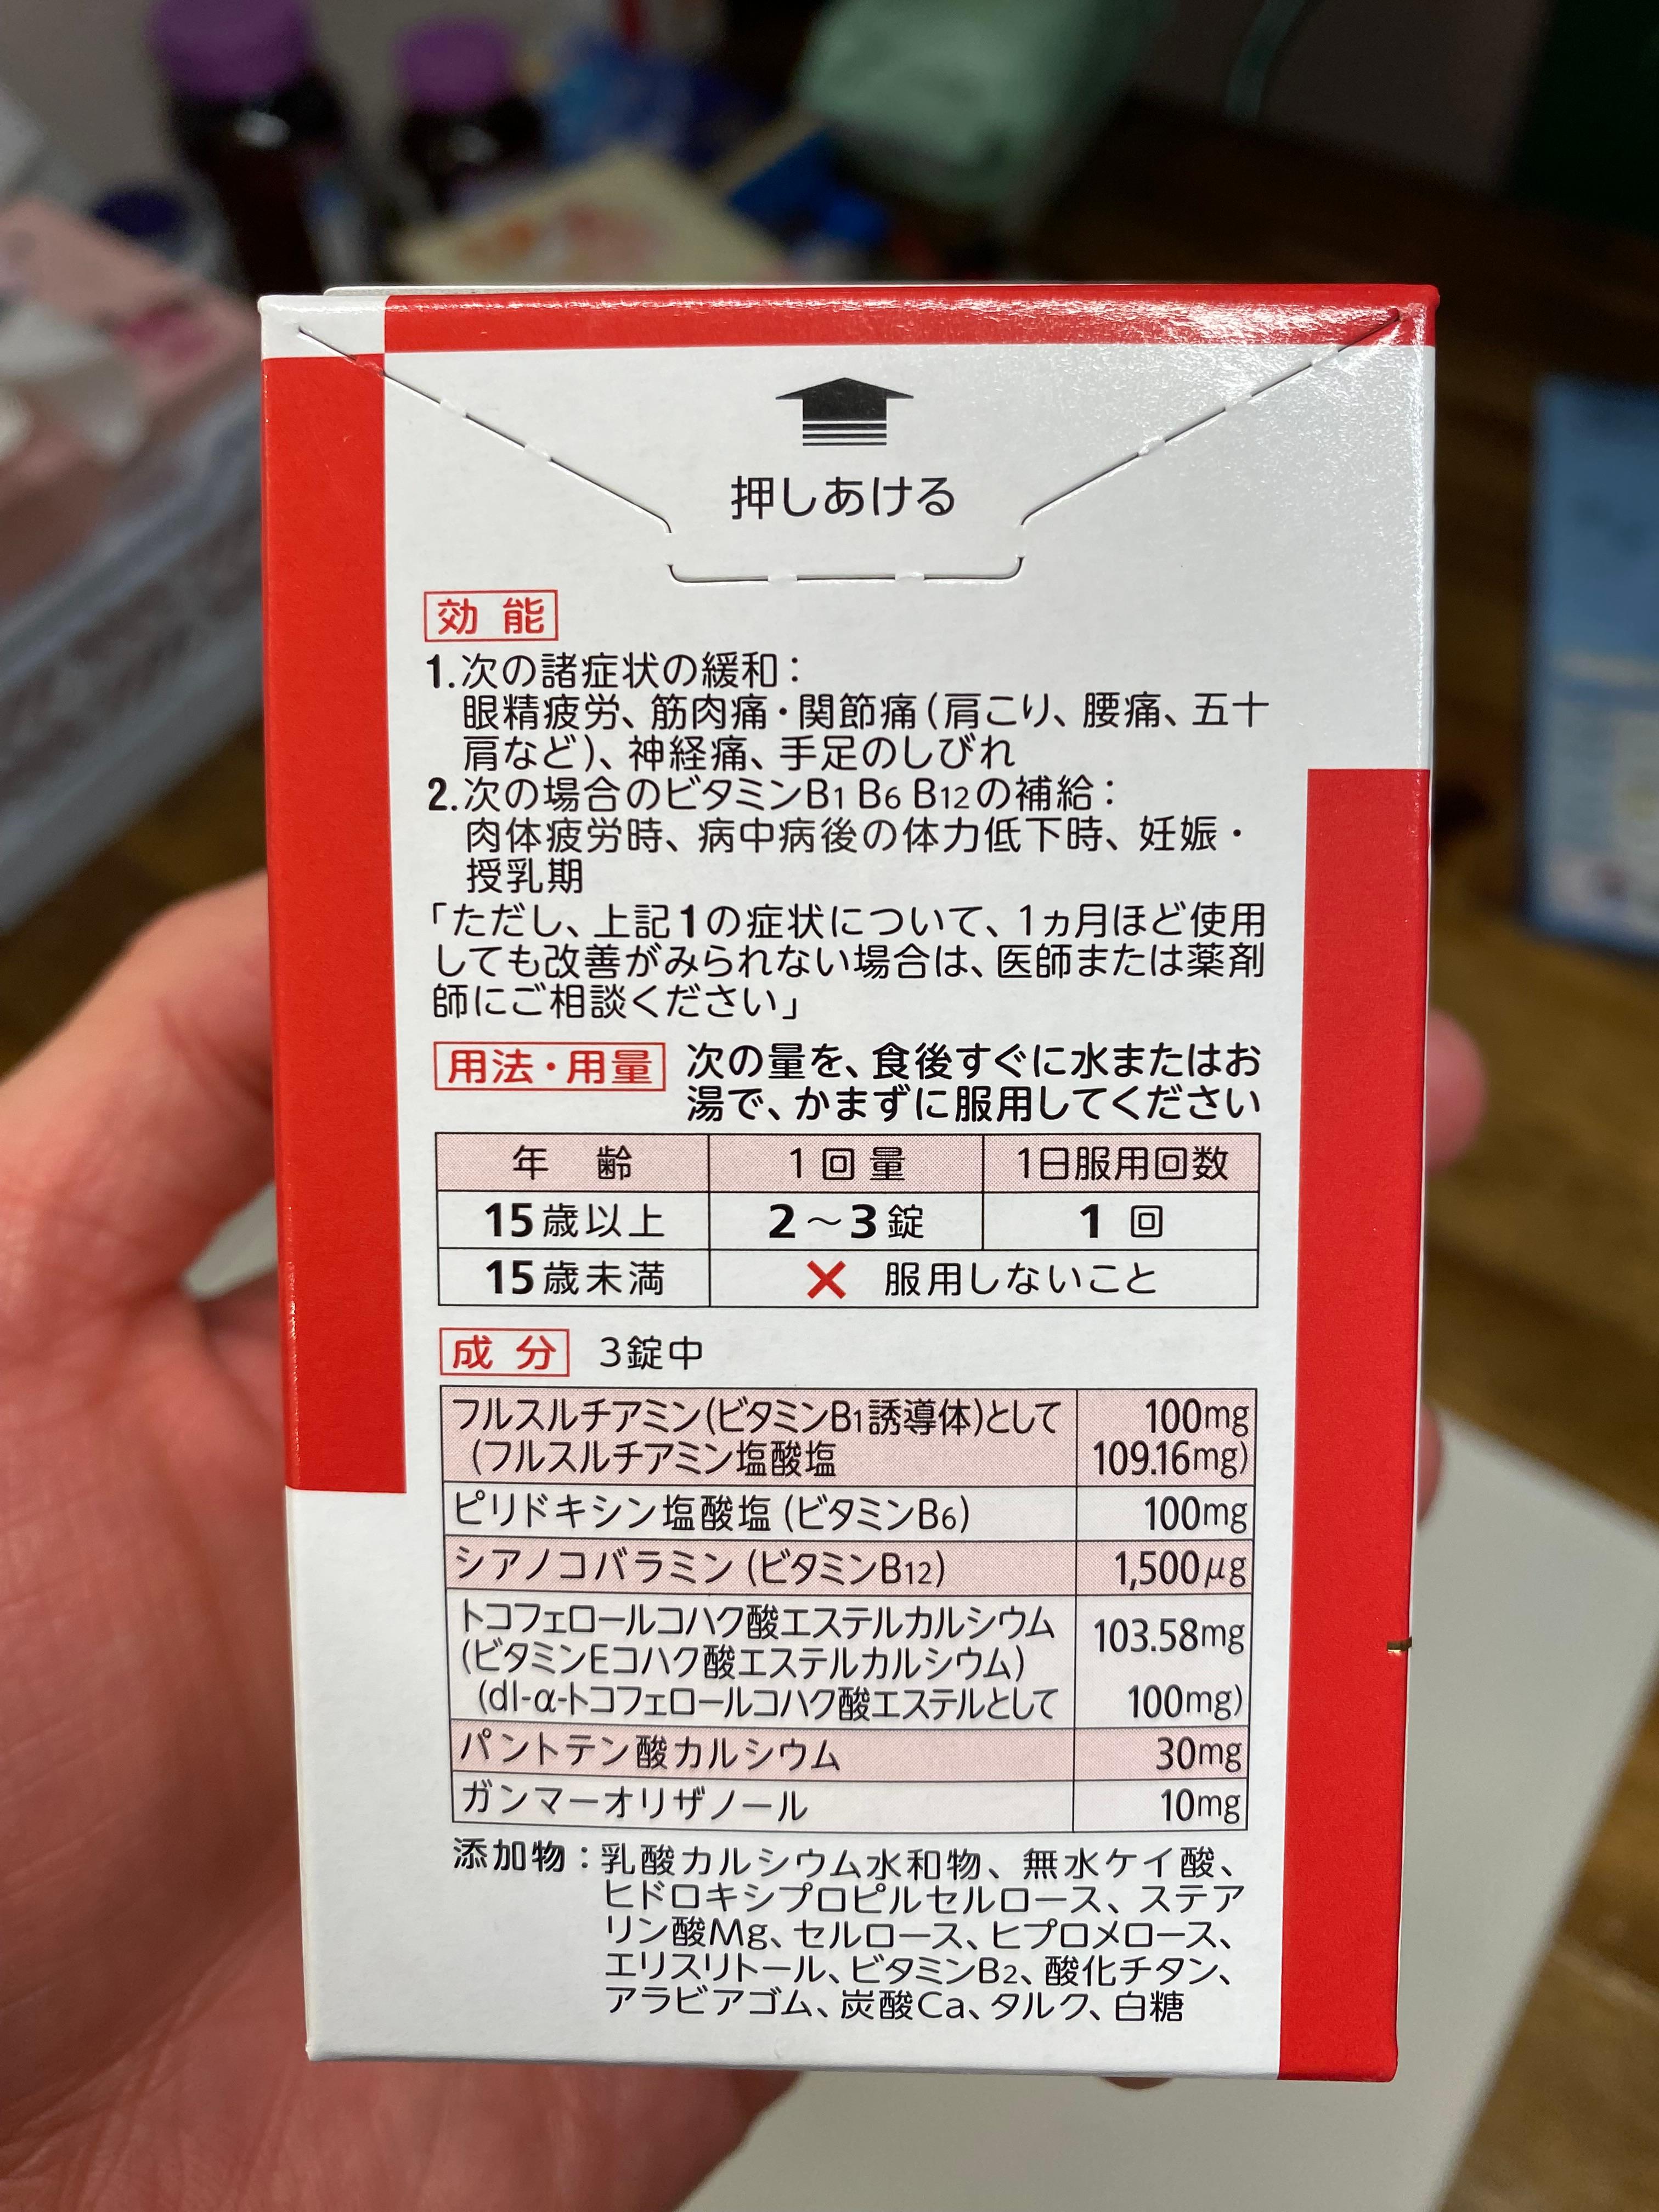 押しあける
効能
1.次の諸症状の緩和：
眼精疲労、筋肉痛・関節痛（肩こり、腰痛、五十
肩など）、神経痛、手足のしびれ
2.次の場合のビタミンB1 B6 B12の補給：
肉体疲労時、病中病後の体力低下時、妊娠・
授乳期
「ただし、上記1の症状について、1ヵ月ほど使用
しても改善がみられない場合は、医師または薬剤
師にご相談ください」
用法・用量 次の量を、食後すぐに水またはお
湯で、かまずに服用してください
年齢 1回量 1日服用回数
15歳以上 2～3錠 1回
15歳未満 ✕ 服用しないこと
成分 3錠中
フルスルチアミン(ビタミンB1誘導体)として 100mg
(フルスルチアミン塩酸塩 109.16mg)
ピリドキシン塩酸塩(ビタミンB6) 100mg
シアノコバラミン(ビタミンB12) 1,500μg
トコフェロールコハク酸エステルカルシウム 103.58mg
(ビタミンEコハク酸エステルカルシウム)
(dl-α-トコフェロールコハク酸エステルとして 100mg)
パントテン酸カルシウム 30mg
ガンマーオリザノール 10mg
添加物：乳酸カルシウム水和物、無水ケイ酸、
ヒドロキシプロピルセルロース、ステア
リン酸Mg、セルロース、ヒプロメロース、
エリスリトール、ビタミンB2、酸化チタン、
アラビアゴム、炭酸Ca、タルク、白糖